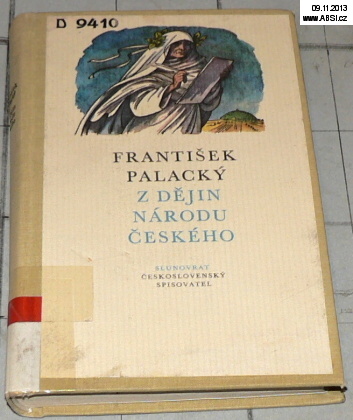 09.11.2013
www.ABSI.cz
D 9410
FRANTIŠEK
PALACKÝ
Z DĚJIN
NÁRODU
ČESKÉHO
SLUNOVRAT
ČESKOSLOVENSKÝ
SPISOVATEL